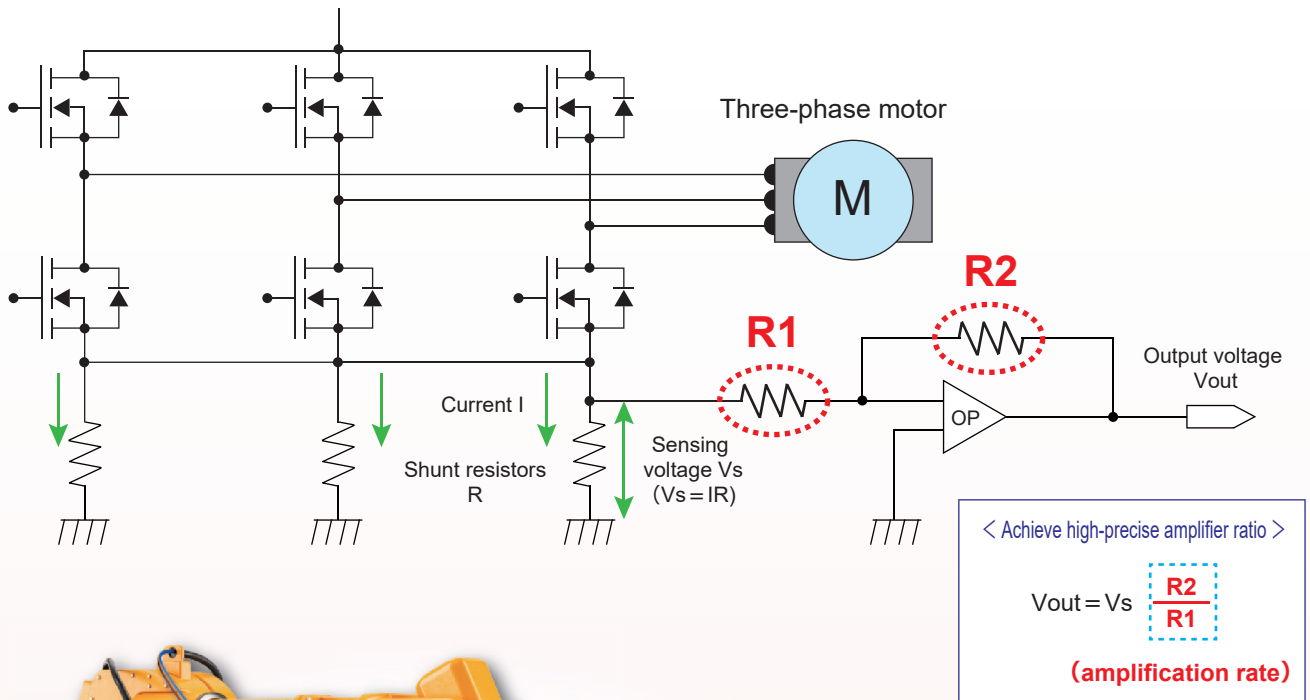 Three-phase motor
M
R2
R1
Output voltage
Vout
OP
Current I
Sensing
voltage Vs
（Vs＝IR）
Shunt resistors
R
＜Achieve high-precise amplifier ratio＞
Vout＝Vs
R2
R1
（amplification rate）